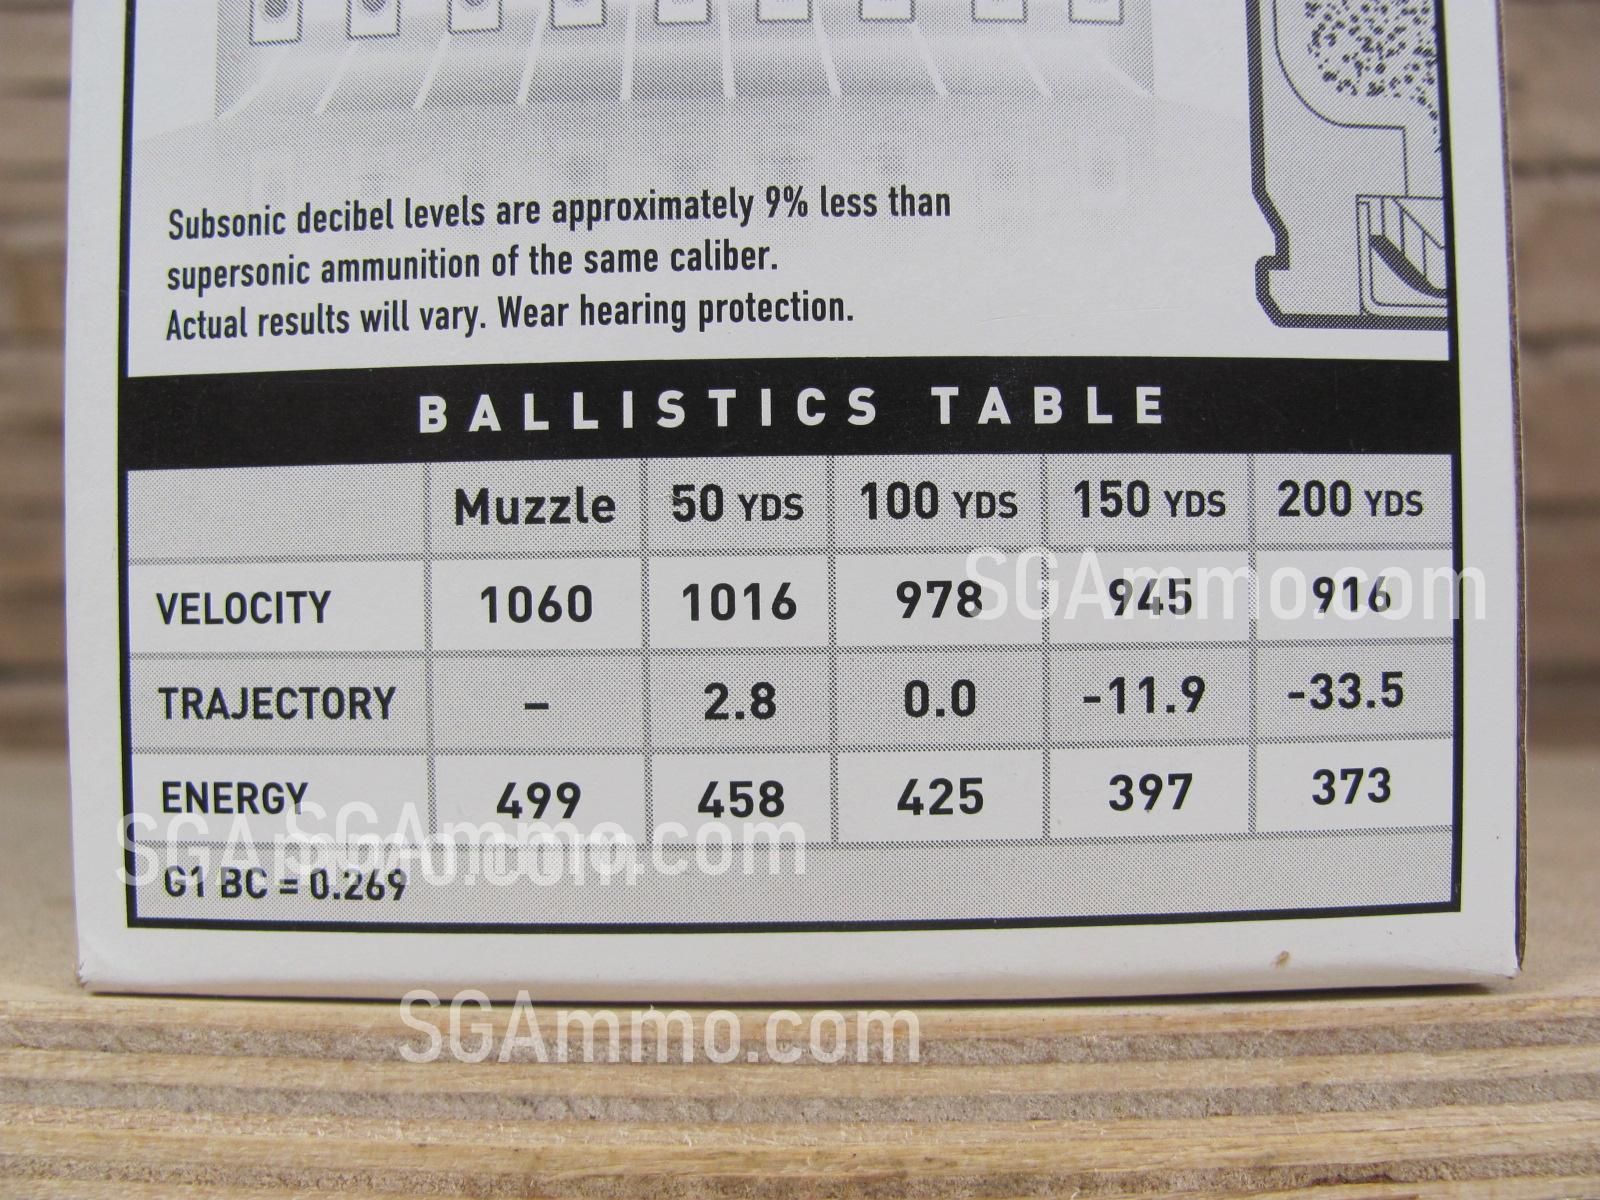 Subsonic decibel levels are approximately 9% less than
supersonic ammunition of the same caliber.
Actual results will vary. Wear hearing protection.
BALLISTICS TABLE
Muzzle 50 YDS 100 YDS 150 YDS 200 YDS
VELOCITY 1060 1016 978 945 916
TRAJECTORY – 2.8 0.0 -11.9 -33.5
ENERGY 499 458 425 397 373
G1 BC = 0.269
SGAmmo.com
SGAmmo.com
SGAmmo.com
SGAmmo.com